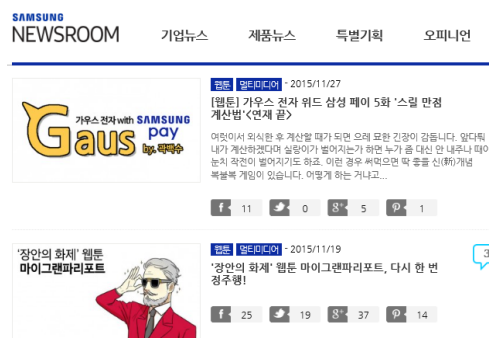 SAMSUNG
NEWSROOM
기업뉴스 제품뉴스 특별기획 오피니언
가우스 전자 with SAMSUNG
Gaus pay
by. 곽백수
웹툰 멀티미디어 - 2015/11/27
[웹툰] 가우스 전자 위드 삼성 페이 5화 '스릴 만점
계산법'<연재 끝>
여럿이서 외식한 후 계산할 때가 되면 으레 묘한 긴장이 감돕니다. 앞다퉈
내가 계산하겠다며 실랑이가 벌어지는가 하면 누가 좀 대신 안 내주나 때아
눈치 작전이 벌어지기도 하죠. 이런 경우 써먹으면 딱 좋을 신(新)개념
복불복 게임이 있습니다. 어떻게 하는 거냐고...
f 11 0 g+ 5 1
'장안의 화제' 웹툰
마이그랜파리포트
웹툰 멀티미디어 - 2015/11/19
'장안의 화제' 웹툰 마이그랜파리포트, 다시 한 번
정주행!
3
f 25 19 g+ 37 14